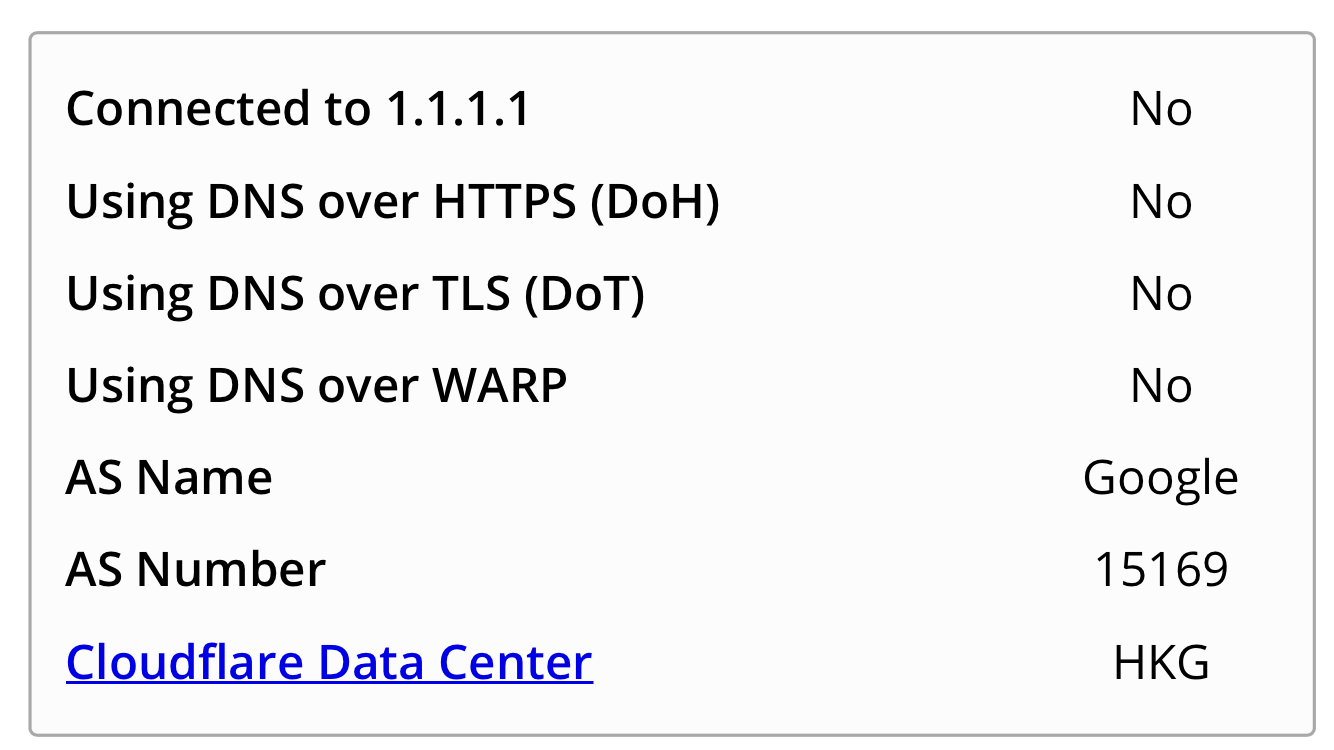 Connected to 1.1.1.1 No
Using DNS over HTTPS (DoH) No
Using DNS over TLS (DoT) No
Using DNS over WARP No
AS Name Google
AS Number 15169
Cloudflare Data Center HKG